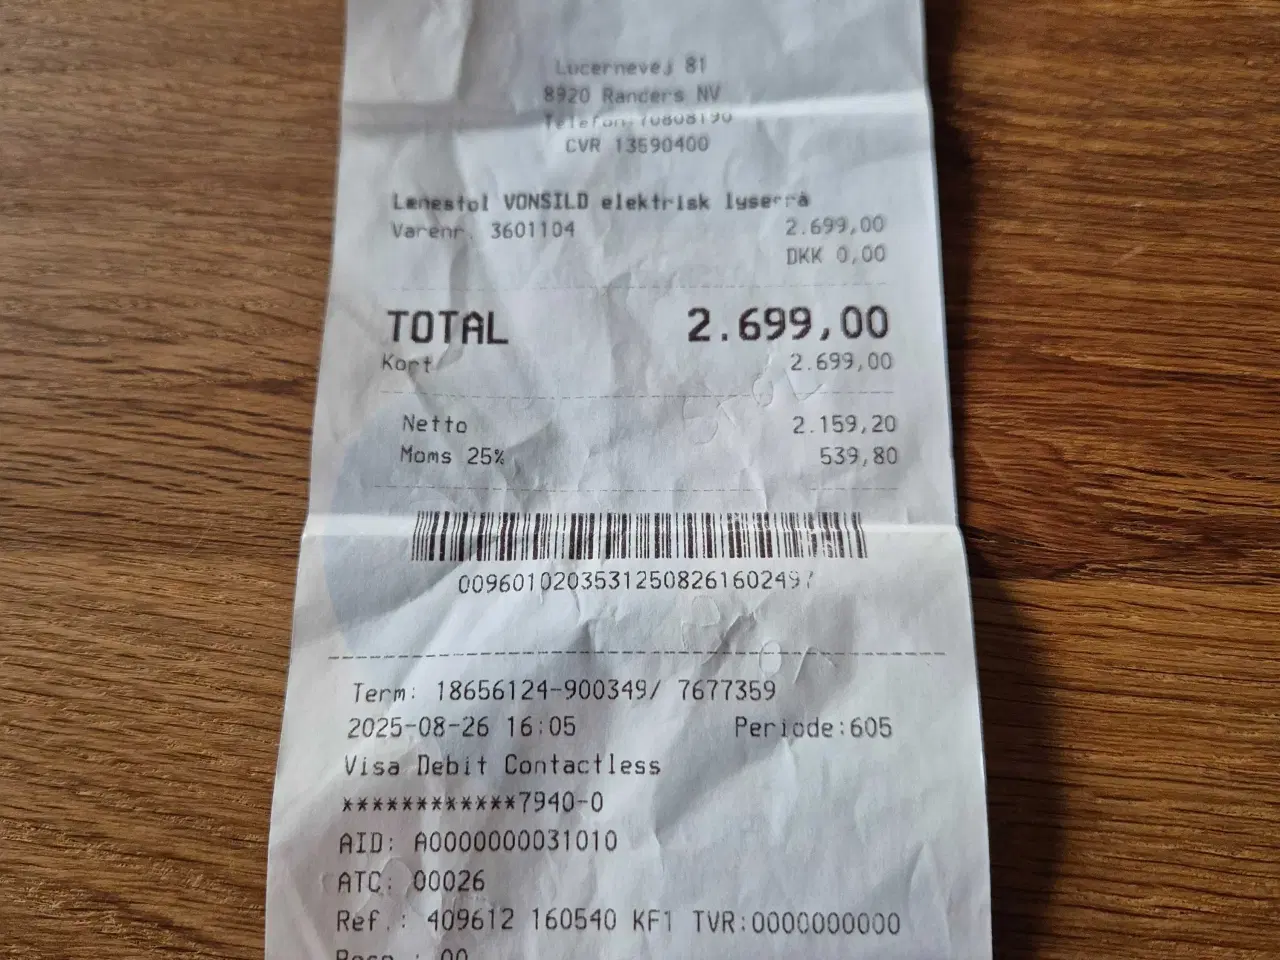 Lucernevej 81
8920 Randers NV
Telefon: 70808190
CVR 13590400
Lænestol VONSILD elektrisk lysegrå
Varenr. 3601104 2.699,00
DKK 0,00
TOTAL 2.699,00
Kort 2.699,00
Netto 2.159,20
Moms 25% 539,80
00960102035312508261602497
Term: 18656124-900349/ 7677359
2025-08-26 16:05 Periode:605
Visa Debit Contactless
************7940-0
AID: A0000000031010
ATC: 00026
Ref.: 409612 160540 KF1 TVR:0000000000